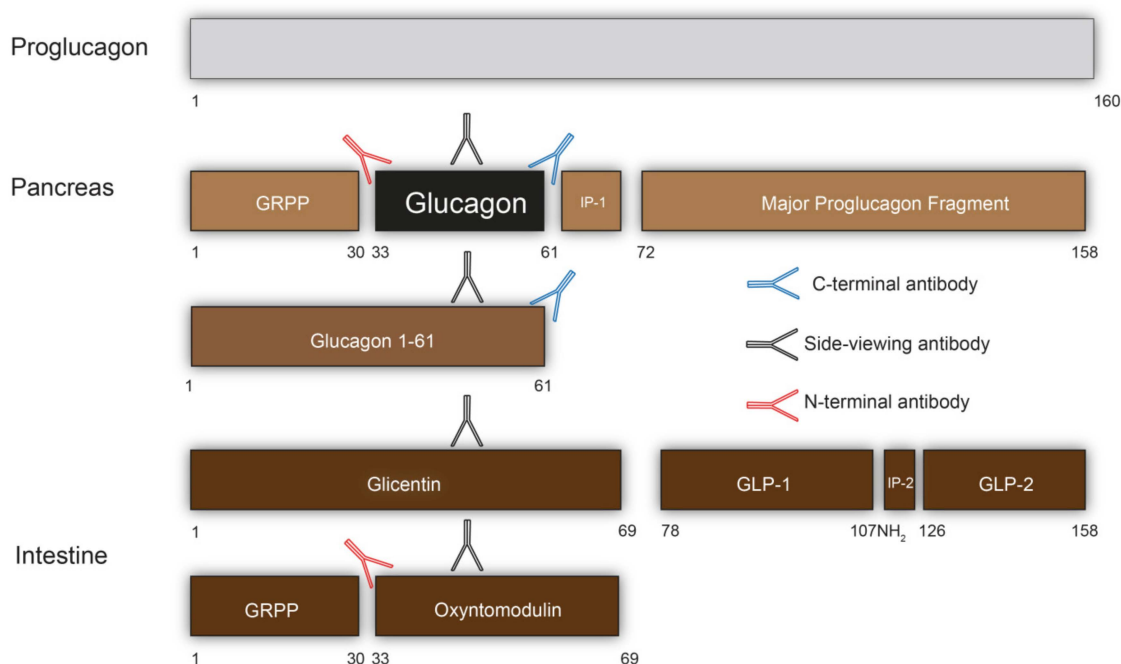 Proglucagon
1 160
Pancreas
GRPP Glucagon IP-1 Major Proglucagon Fragment
1 30 33 61 72 158
C-terminal antibody
Glucagon 1-61
Side-viewing antibody
1 61
N-terminal antibody
Glicentin GLP-1 IP-2 GLP-2
1 69 78 107NH₂ 126 158
Intestine
GRPP Oxyntomodulin
1 30 33 69